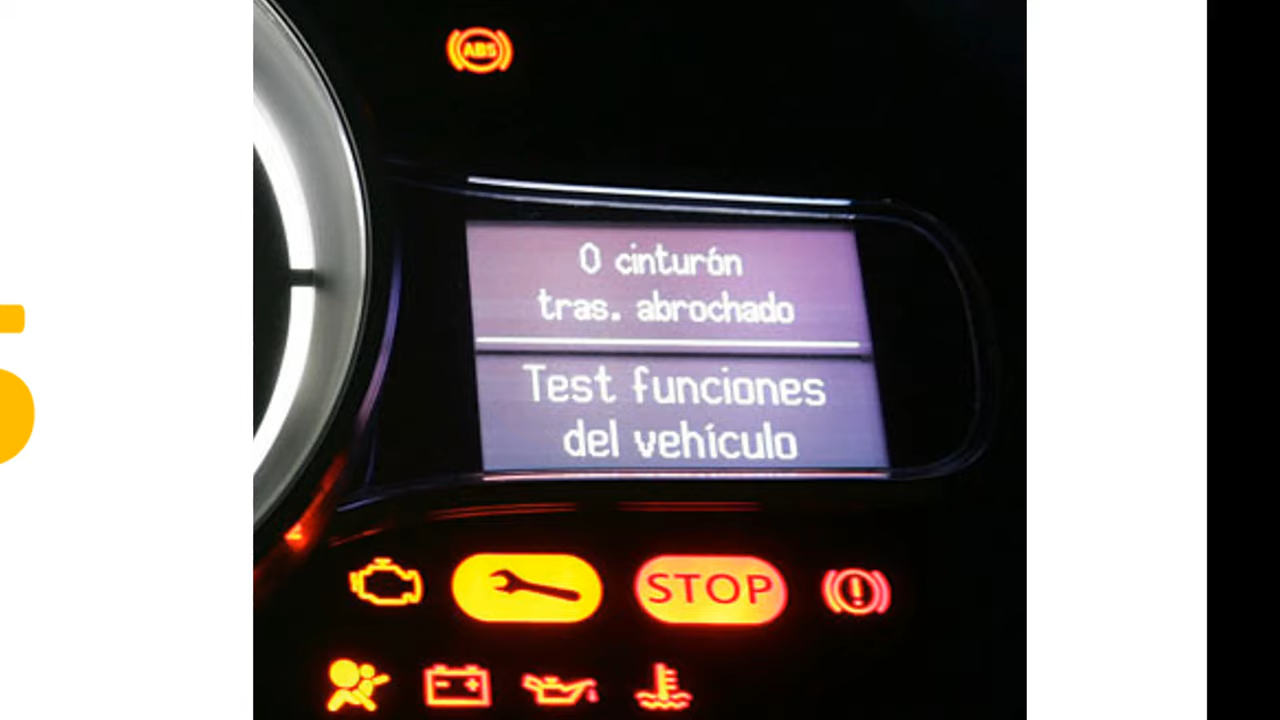 ABS
0 cinturón
tras. abrochado
Test funciones
del vehículo
STOP